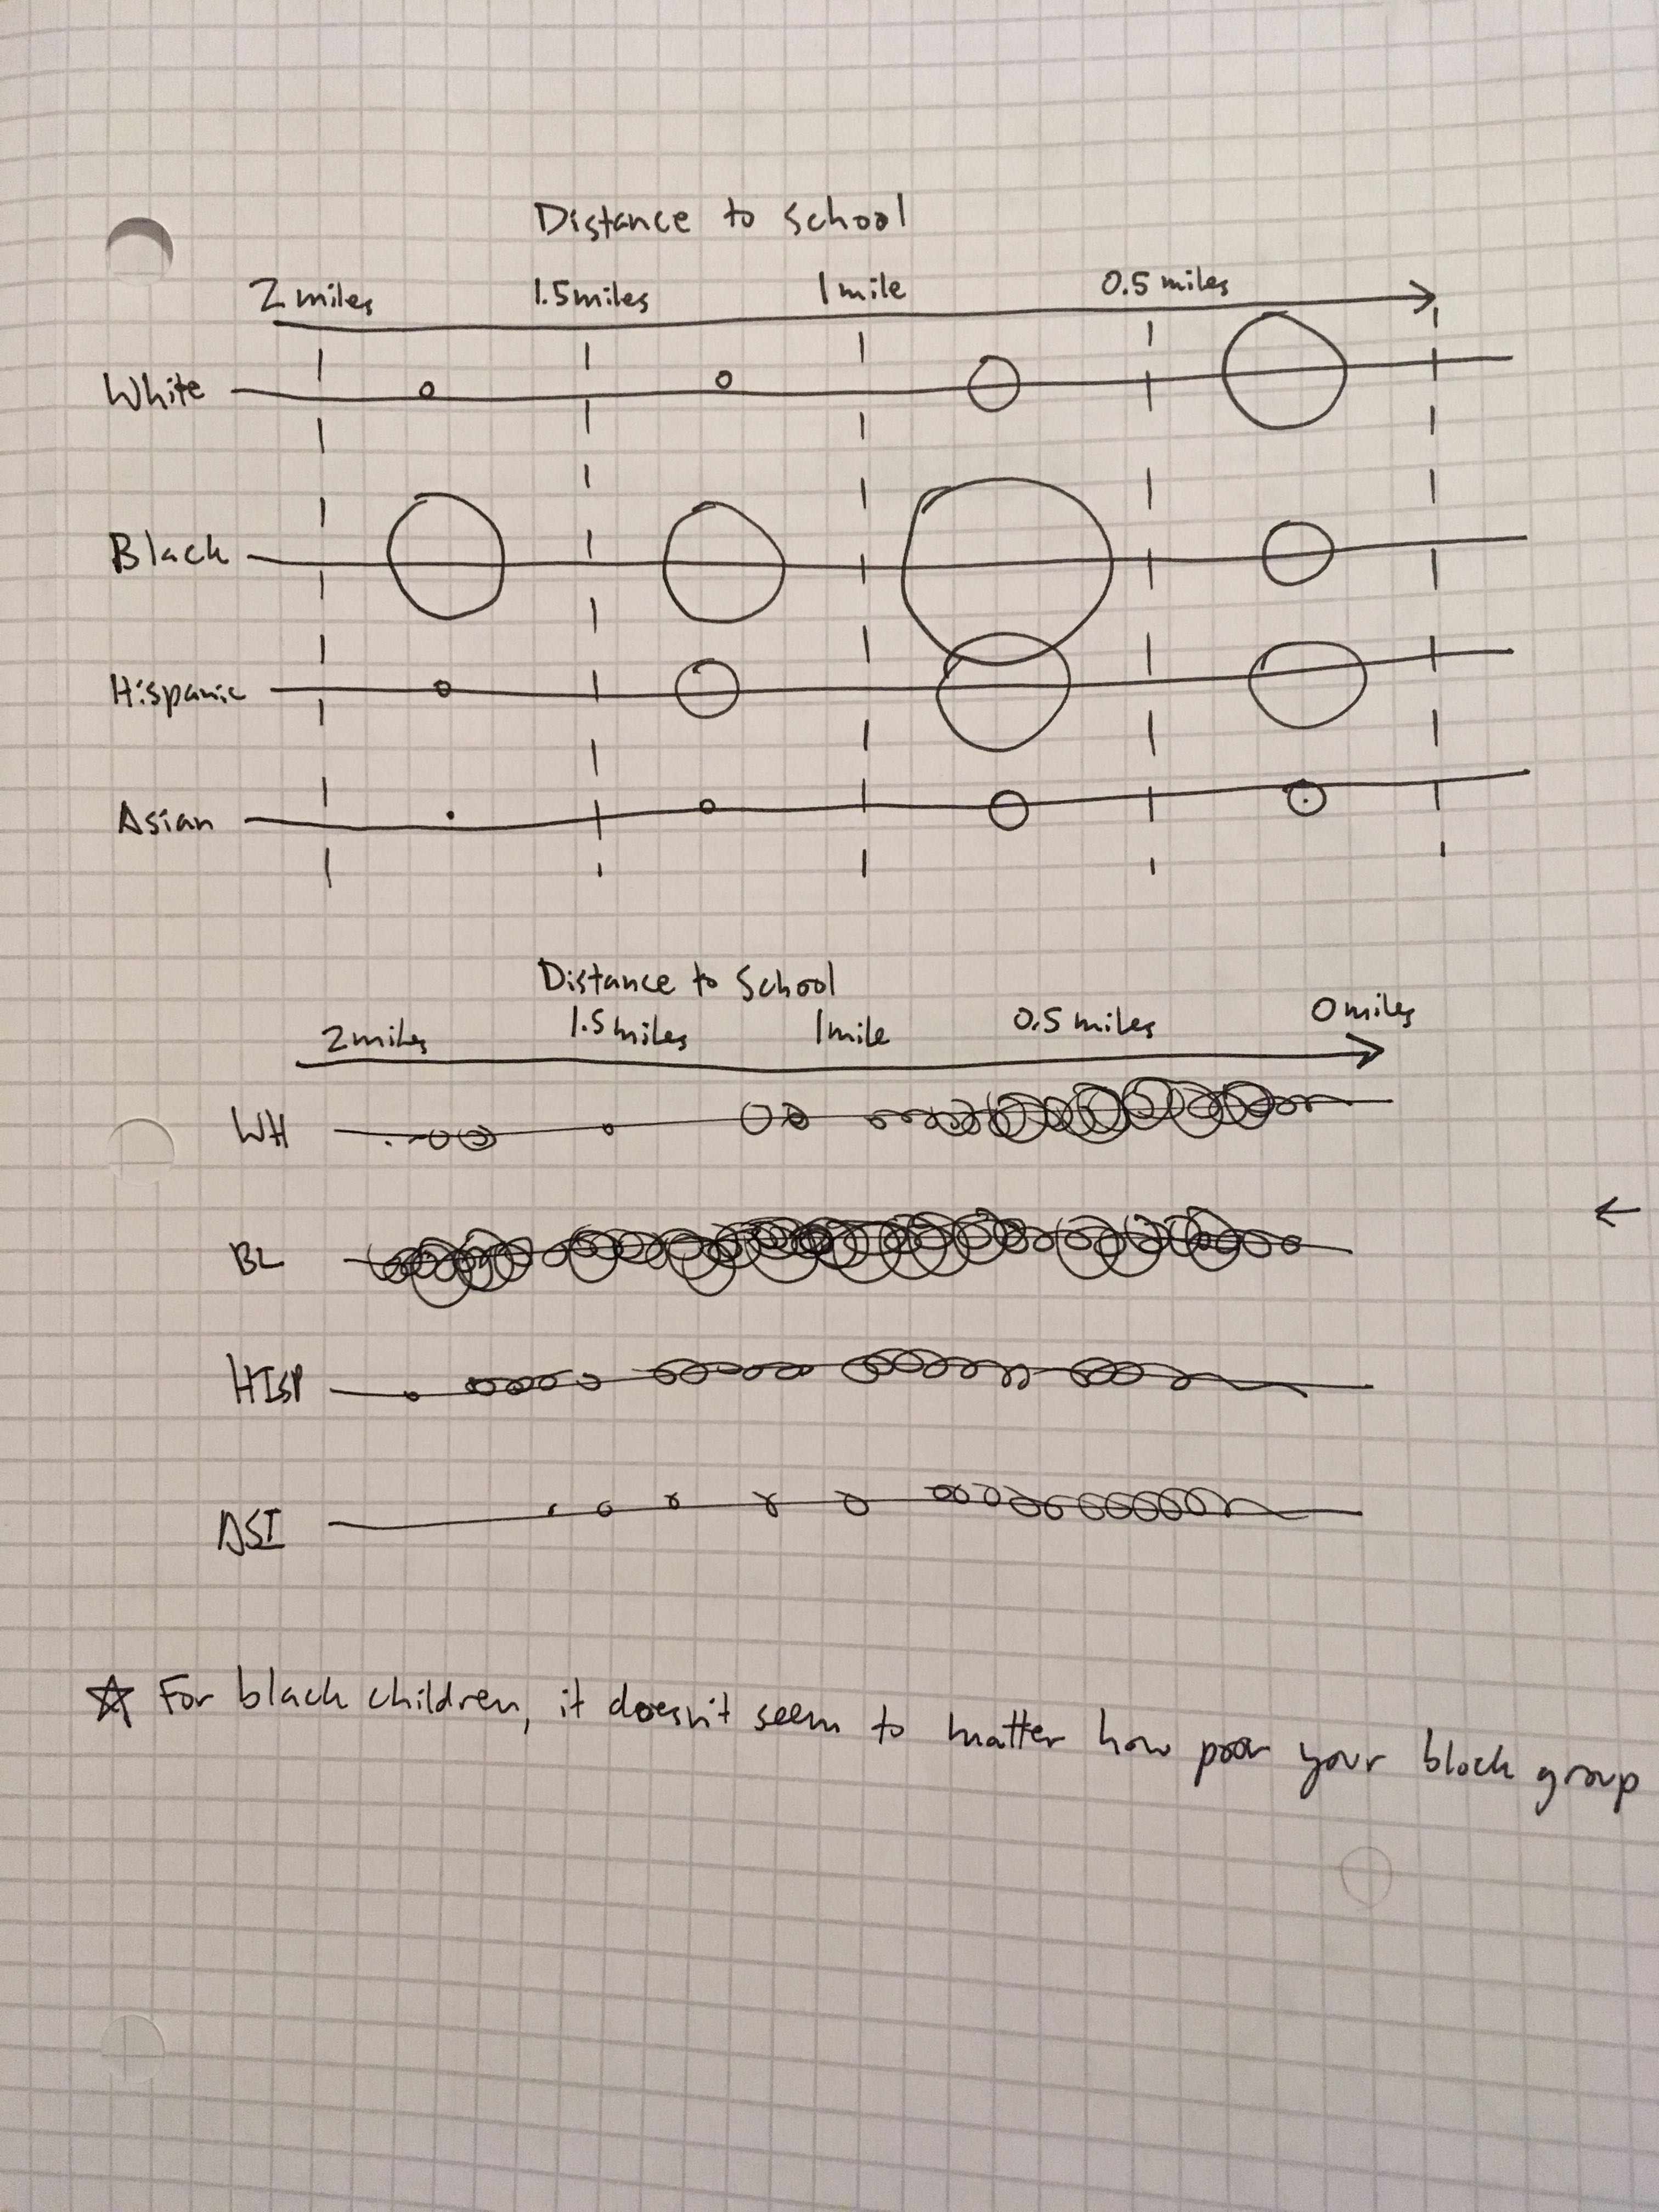 Distance to School
2 miles 1.5 miles 1 mile 0.5 miles
White
Black
Hispanic
Asian
Distance to School
2 miles 1.5 miles 1 mile 0.5 miles 0 miles
WH
BL
HISP
ASI
For black children, it doesn't seem to matter how poor your block group